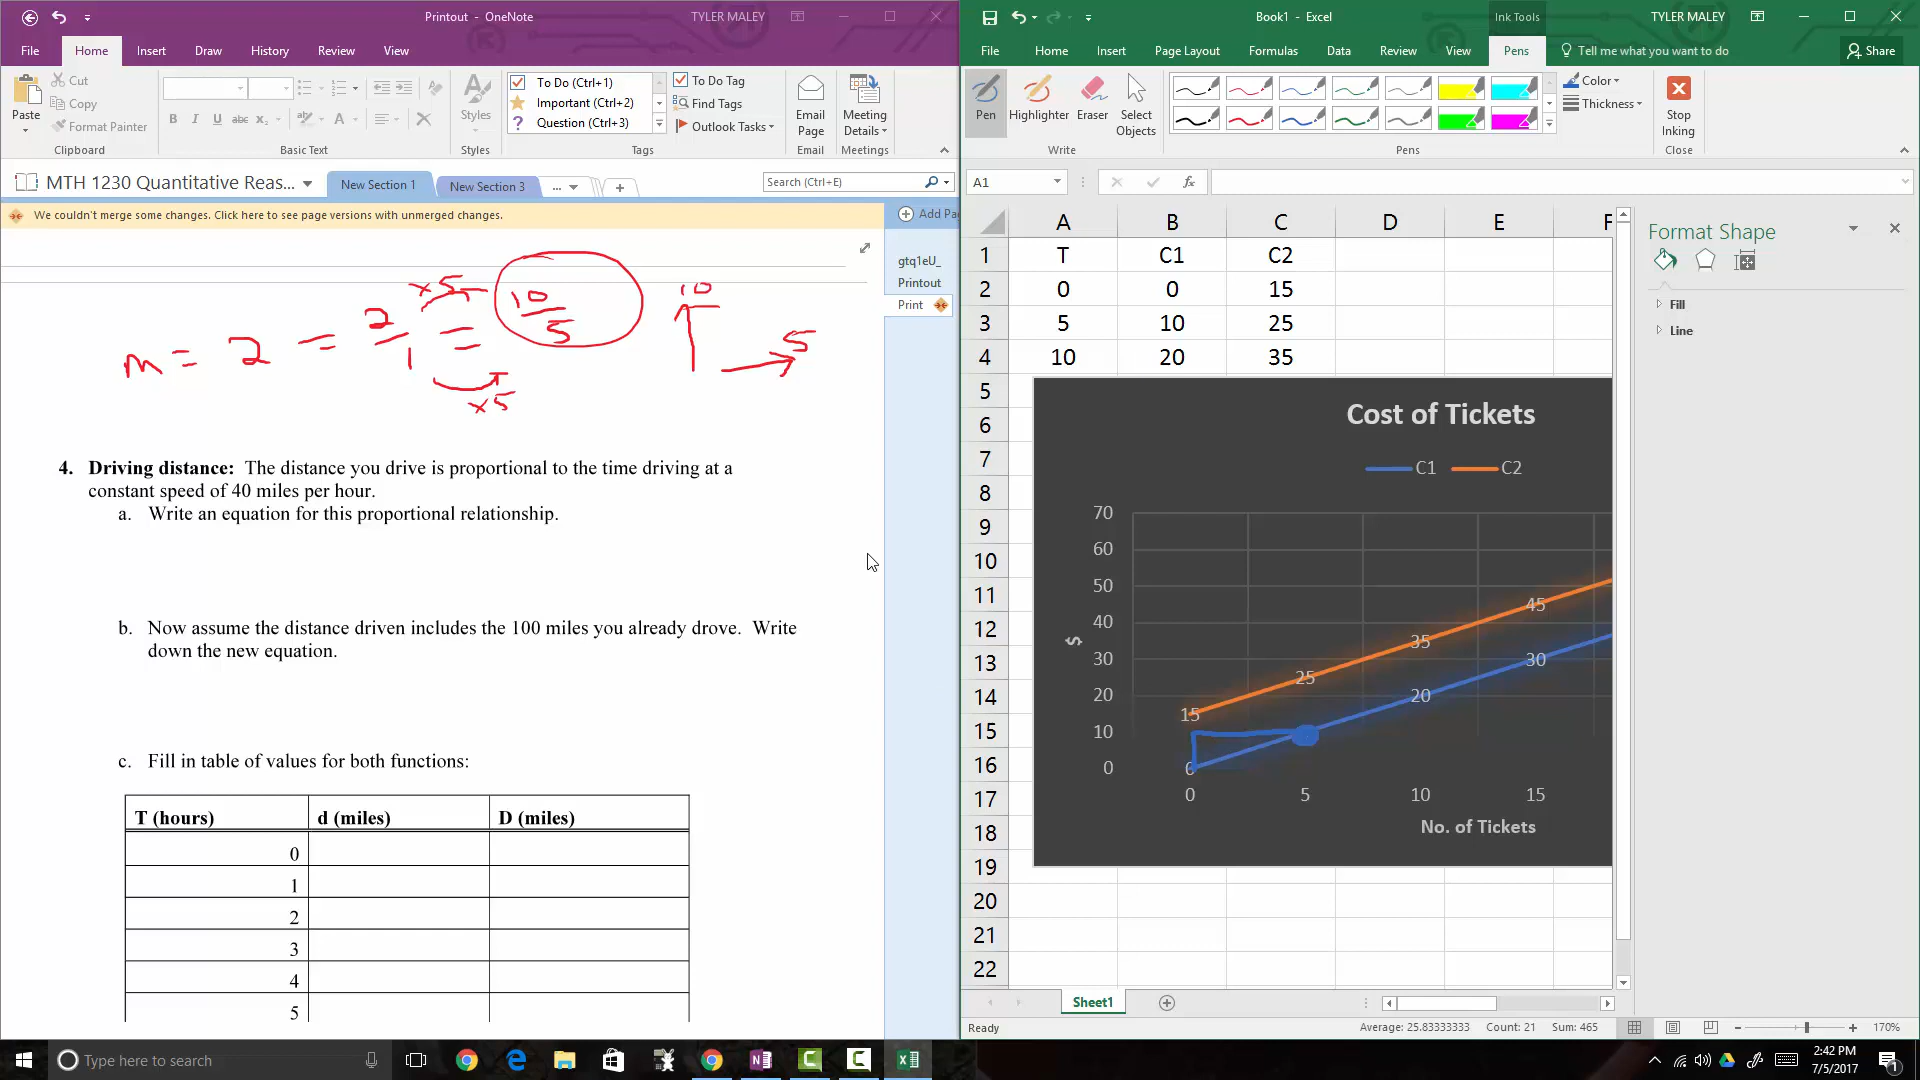 Printout - OneNote
TYLER MALEY
File
Home
Insert
Draw
History
Review
View
Paste
Cut
Copy
Format Painter
Clipboard
B I U abc x₂ A
Basic Text
Styles
Styles
To Do (Ctrl+1)
Important (Ctrl+2)
Question (Ctrl+3)
To Do Tag
Find Tags
Outlook Tasks
Tags
Email Page
Email
Meeting Details
Meetings
MTH 1230 Quantitative Reas...
New Section 1
New Section 3
...
Search (Ctrl+E)
We couldn't merge some changes. Click here to see page versions with unmerged changes.
Add Pa
gtq1eU_
Printout
Print
m = 2 = 2/1 = 10/5
x5
x5
10
5
4. Driving distance: The distance you drive is proportional to the time driving at a
constant speed of 40 miles per hour.
a. Write an equation for this proportional relationship.
b. Now assume the distance driven includes the 100 miles you already drove. Write
down the new equation.
c. Fill in table of values for both functions:
T (hours) d (miles) D (miles)
0
1
2
3
4
5
Book1 - Excel
Ink Tools
TYLER MALEY
File
Home
Insert
Page Layout
Formulas
Data
Review
View
Pens
Tell me what you want to do
Share
Pen
Highlighter
Eraser
Select Objects
Write
Pens
Color
Thickness
Stop Inking
Close
A1
fx
A B C D E F
1 T C1 C2
2 0 0 15
3 5 10 25
4 10 20 35
5
6
7
8
9
10
11
12
13
14
15
16
17
18
19
20
21
22
Cost of Tickets
C1 C2
70
60
50
40
30
20
10
0
$
15
25
35
45
0
20
30
0 5 10 15
No. of Tickets
Format Shape
Fill
Line
Sheet1
Ready
Average: 25.83333333
Count: 21
Sum: 465
170%
Type here to search
2:42 PM
7/5/2017
1